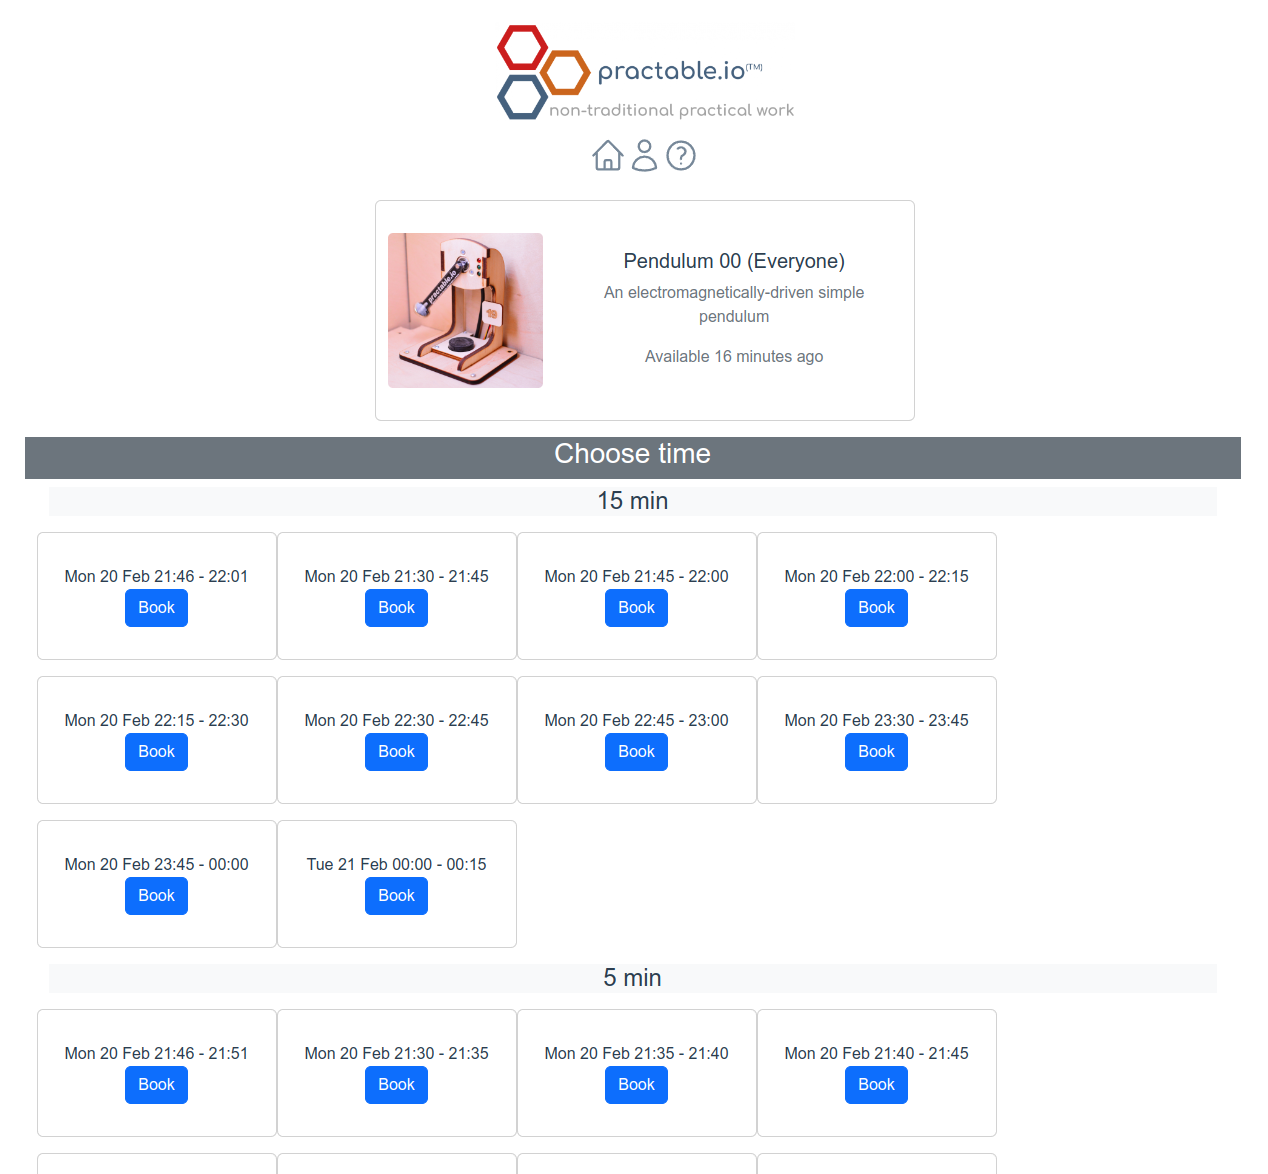 practable.io(TM)
non-traditional practical work
practable.io
Pendulum 00 (Everyone)
An electromagnetically-driven simple
pendulum
Available 16 minutes ago
Choose time
15 min
Mon 20 Feb 21:46 - 22:01
Book
Mon 20 Feb 21:30 - 21:45
Book
Mon 20 Feb 21:45 - 22:00
Book
Mon 20 Feb 22:00 - 22:15
Book
Mon 20 Feb 22:15 - 22:30
Book
Mon 20 Feb 22:30 - 22:45
Book
Mon 20 Feb 22:45 - 23:00
Book
Mon 20 Feb 23:30 - 23:45
Book
Mon 20 Feb 23:45 - 00:00
Book
Tue 21 Feb 00:00 - 00:15
Book
5 min
Mon 20 Feb 21:46 - 21:51
Book
Mon 20 Feb 21:30 - 21:35
Book
Mon 20 Feb 21:35 - 21:40
Book
Mon 20 Feb 21:40 - 21:45
Book